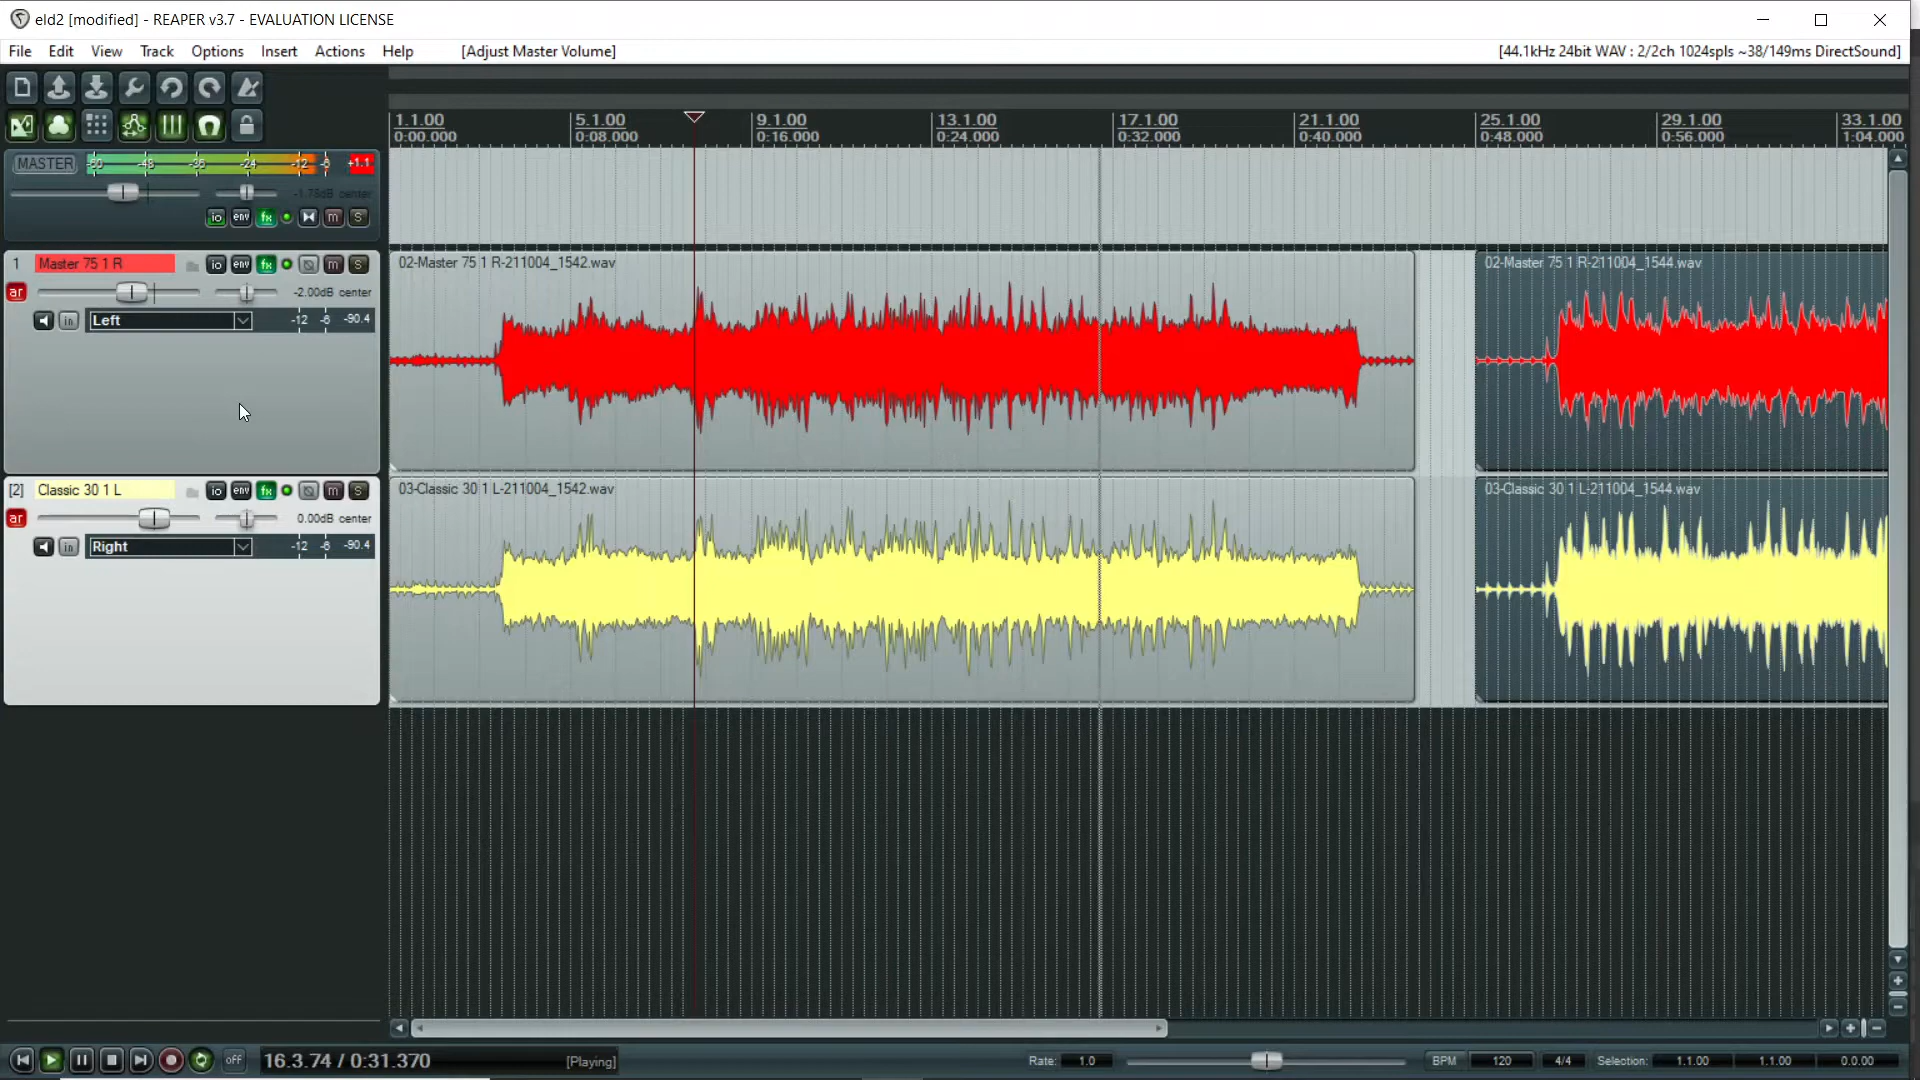 eld2 [modified] - REAPER v3.7 - EVALUATION LICENSE
File Edit View Track Options Insert Actions Help [Adjust Master Volume] [44.1kHz 24bit WAV : 2/2ch 1024spls ~38/149ms DirectSound]
1.1.00 5.1.00 9.1.00 13.1.00 17.1.00 21.1.00 25.1.00 29.1.00 33.1.00
0:00.000 0:08.000 0:16.000 0:24.000 0:32.000 0:40.000 0:48.000 0:56.000 1:04.000
MASTER -60 -48 -36 -24 -12 -6 +1.1
center
io env fx m S
1 Master 75 1 R io env fx m S
ar -2.00dB center
in Left -12 -6 -90.4
02-Master 75 1 R-211004_1542.wav 02-Master 75 1 R-211004_1544.wav
[2] Classic 30 1 L io env fx m S
ar 0.00dB center
in Right -12 -6 -90.4
03-Classic 30 1 L-211004_1542.wav 03-Classic 30 1 L-211004_1544.wav
off 16.3.74 / 0:31.370 [Playing] Rate: 1.0 BPM 120 4/4 Selection: 1.1.00 1.1.00 0.0.00